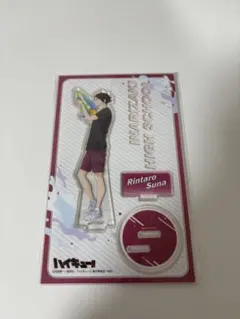 INARIZAKI
HIGH SCHOOL
Rintaro
Suna
ハイキュー!!